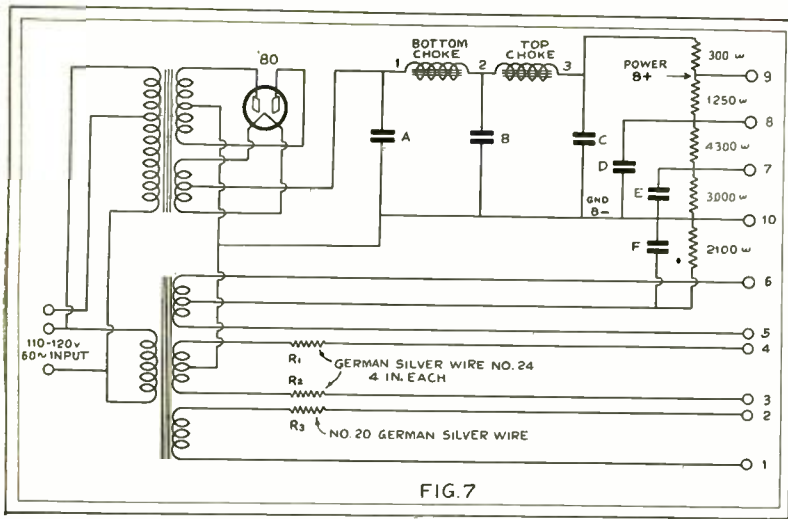 80
BOTTOM
CHOKE
TOP
CHOKE
1
2
3
300 ω
POWER
B+
9
1250 ω
8
A
B
C
4300 ω
D
7
E
3000 ω
GND
B-
10
F
2100 ω
6
5
110-120V
60~INPUT
R1
GERMAN SILVER WIRE NO. 24
4 IN. EACH
4
R2
3
2
R3
NO. 20 GERMAN SILVER WIRE
1
FIG. 7